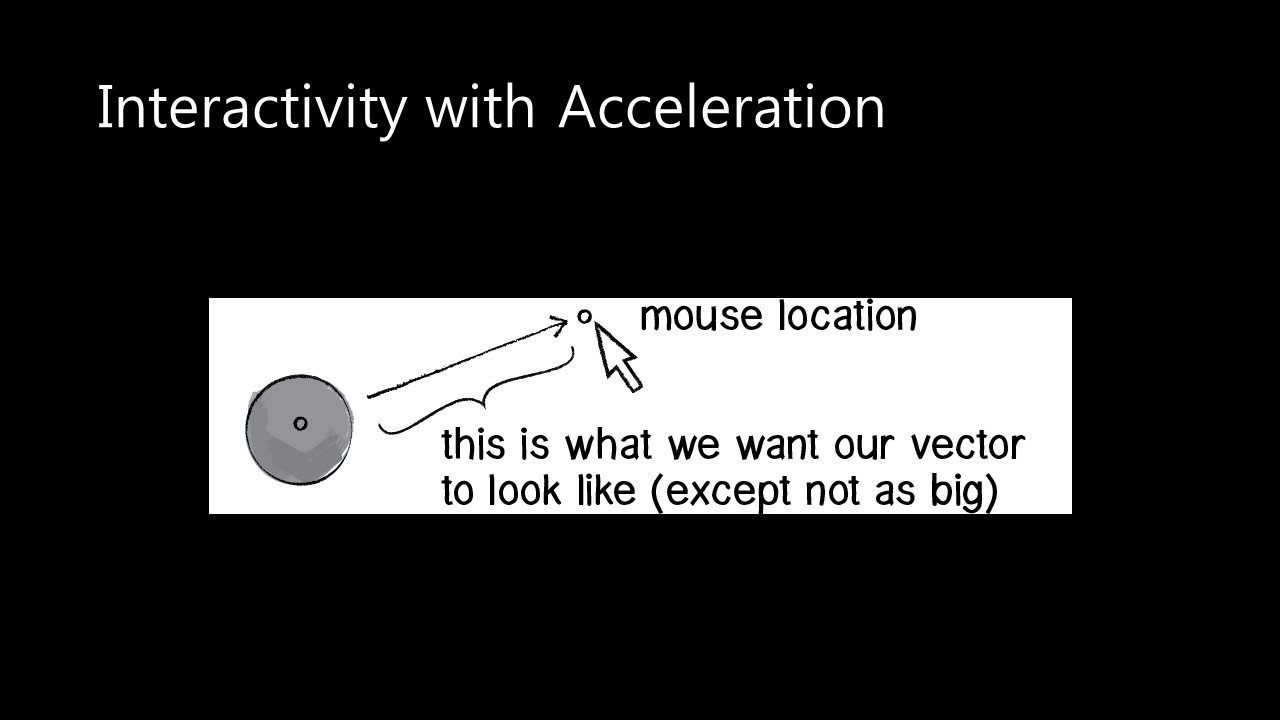 Interactivity with Acceleration
mouse location
this is what we want our vector
to look like (except not as big)